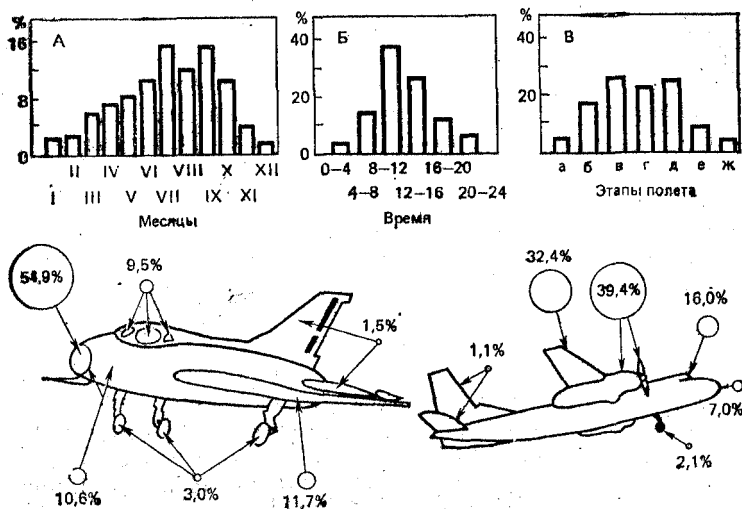 %
16
8
0
А
I II III IV V VI VII VIII IX X XI XII
Месяцы
%
40
20
Б
0–4 4–8 8–12 12–16 16–20 20–24
Время
%
40
20
В
а б в г д е ж
Этапы полета
54,9%
9,5%
1,5%
10,6%
3,0%
11,7%
32,4%
39,4%
16,0%
1,1%
7,0%
2,1%